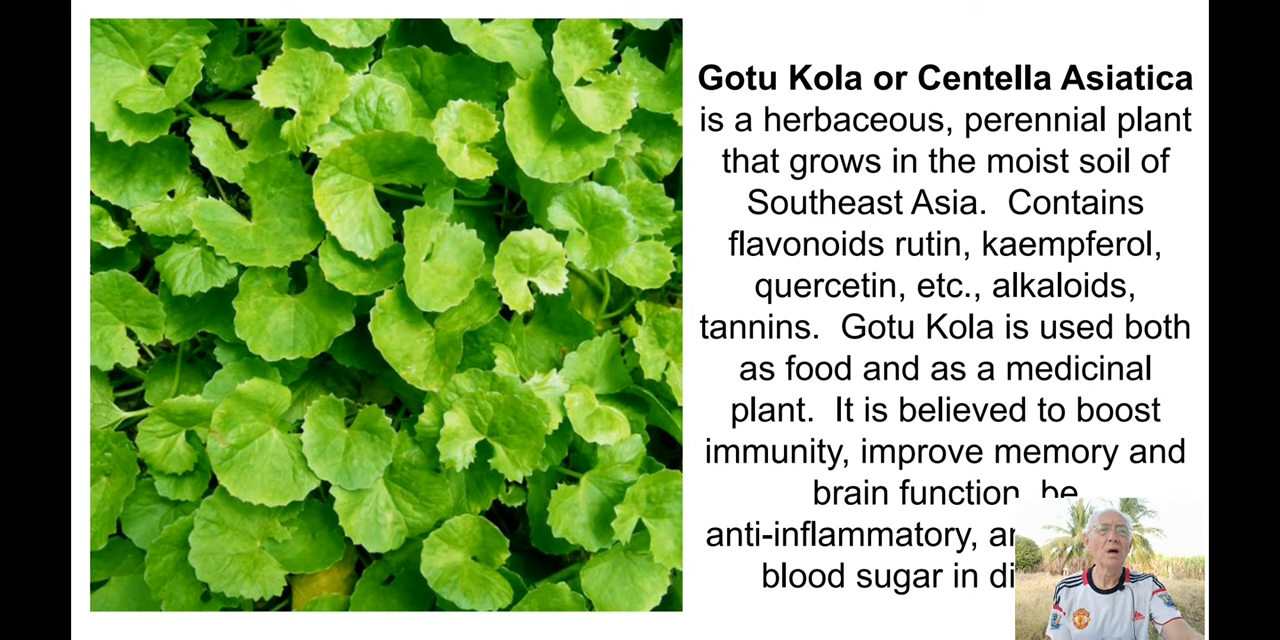 Gotu Kola or Centella Asiatica
is a herbaceous, perennial plant
that grows in the moist soil of
Southeast Asia.  Contains
flavonoids rutin, kaempferol,
quercetin, etc., alkaloids,
tannins.  Gotu Kola is used both
as food and as a medicinal
plant.  It is believed to boost
immunity, improve memory and
brain function, be
anti-inflammatory,
blood sugar in